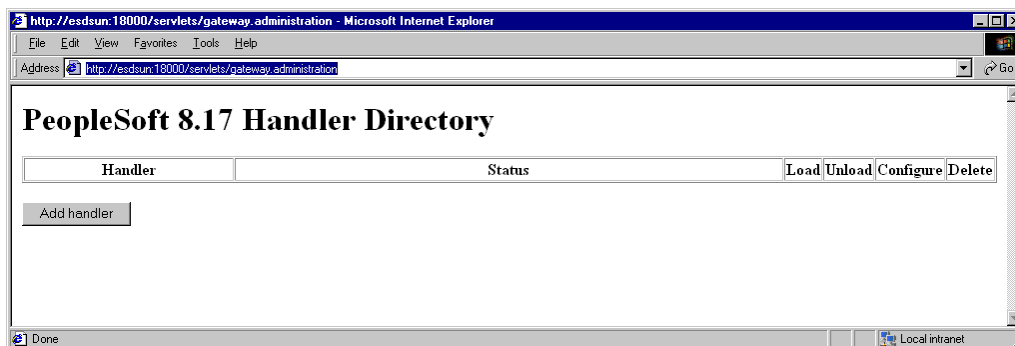 http://esdsun:18000/servlets/gateway.administration - Microsoft Internet Explorer
File Edit View Favorites Tools Help
Address http://esdsun:18000/servlets/gateway.administration Go
PeopleSoft 8.17 Handler Directory
Handler Status Load Unload Configure Delete
Add handler
Done Local intranet